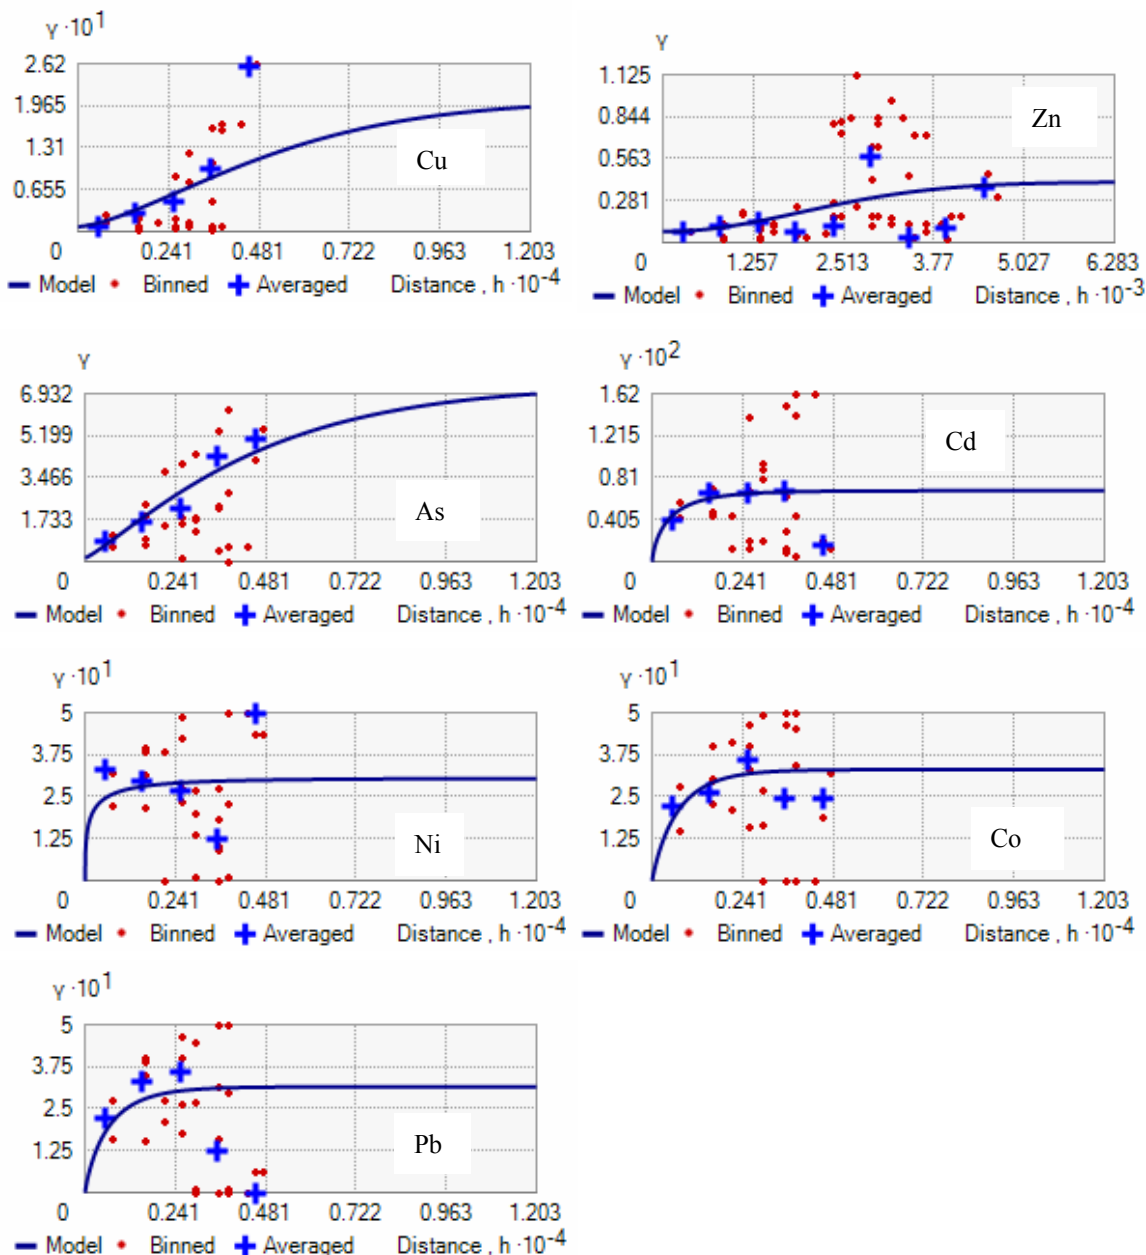 γ ·10¹
2.62
1.965
1.31
0.655
Cu
0 0.241 0.481 0.722 0.963 1.203
Model Binned Averaged Distance , h ·10⁻⁴
γ
1.125
0.844
0.563
0.281
Zn
0 1.257 2.513 3.77 5.027 6.283
Model Binned Averaged Distance , h ·10⁻³
γ
6.932
5.199
3.466
1.733
As
0 0.241 0.481 0.722 0.963 1.203
Model Binned Averaged Distance , h ·10⁻⁴
γ ·10²
1.62
1.215
0.81
0.405
Cd
0 0.241 0.481 0.722 0.963 1.203
Model Binned Averaged Distance , h ·10⁻⁴
γ ·10¹
5
3.75
2.5
1.25
Ni
0 0.241 0.481 0.722 0.963 1.203
Model Binned Averaged Distance , h ·10⁻⁴
γ ·10¹
5
3.75
2.5
1.25
Co
0 0.241 0.481 0.722 0.963 1.203
Model Binned Averaged Distance , h ·10⁻⁴
γ ·10¹
5
3.75
2.5
1.25
Pb
0 0.241 0.481 0.722 0.963 1.203
Model Binned Averaged Distance , h ·10⁻⁴